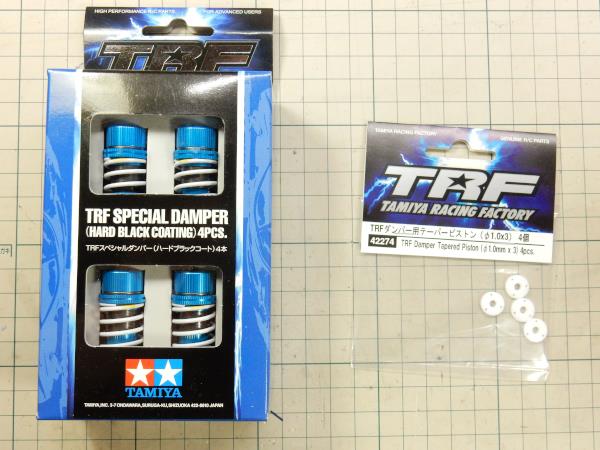 HIGH PERFORMANCE R/C PARTS
FOR ADVANCED USERS
TRF
TRF SPECIAL DAMPER
(HARD BLACK COATING) 4PCS.
TRFスペシャルダンパー(ハードブラックコート)4本
TAMIYA
TAMIYA,INC. 3-7 ONDAWARA,SURUGA-KU,SHIZUOKA 422-8610 JAPAN
TAMIYA RACING FACTORY
GENUINE R/C PARTS
TRF
TAMIYA RACING FACTORY
TRFダンパー用テーパーピストン(φ1.0x3) 4個
42274
TRF Damper Tapered Piston (φ1.0mm x 3) 4pcs.